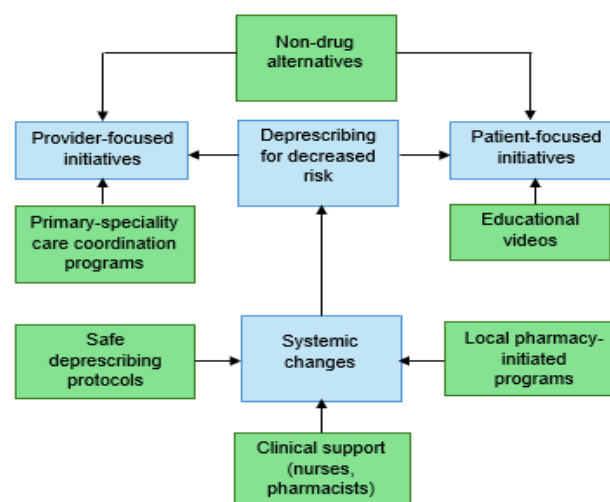 Non-drug
alternatives
Provider-focused
initiatives
Deprescribing
for decreased
risk
Patient-focused
initiatives
Primary-speciality
care coordination
programs
Educational
videos
Safe
deprescribing
protocols
Systemic
changes
Local pharmacy-
initiated
programs
Clinical support
(nurses,
pharmacists)